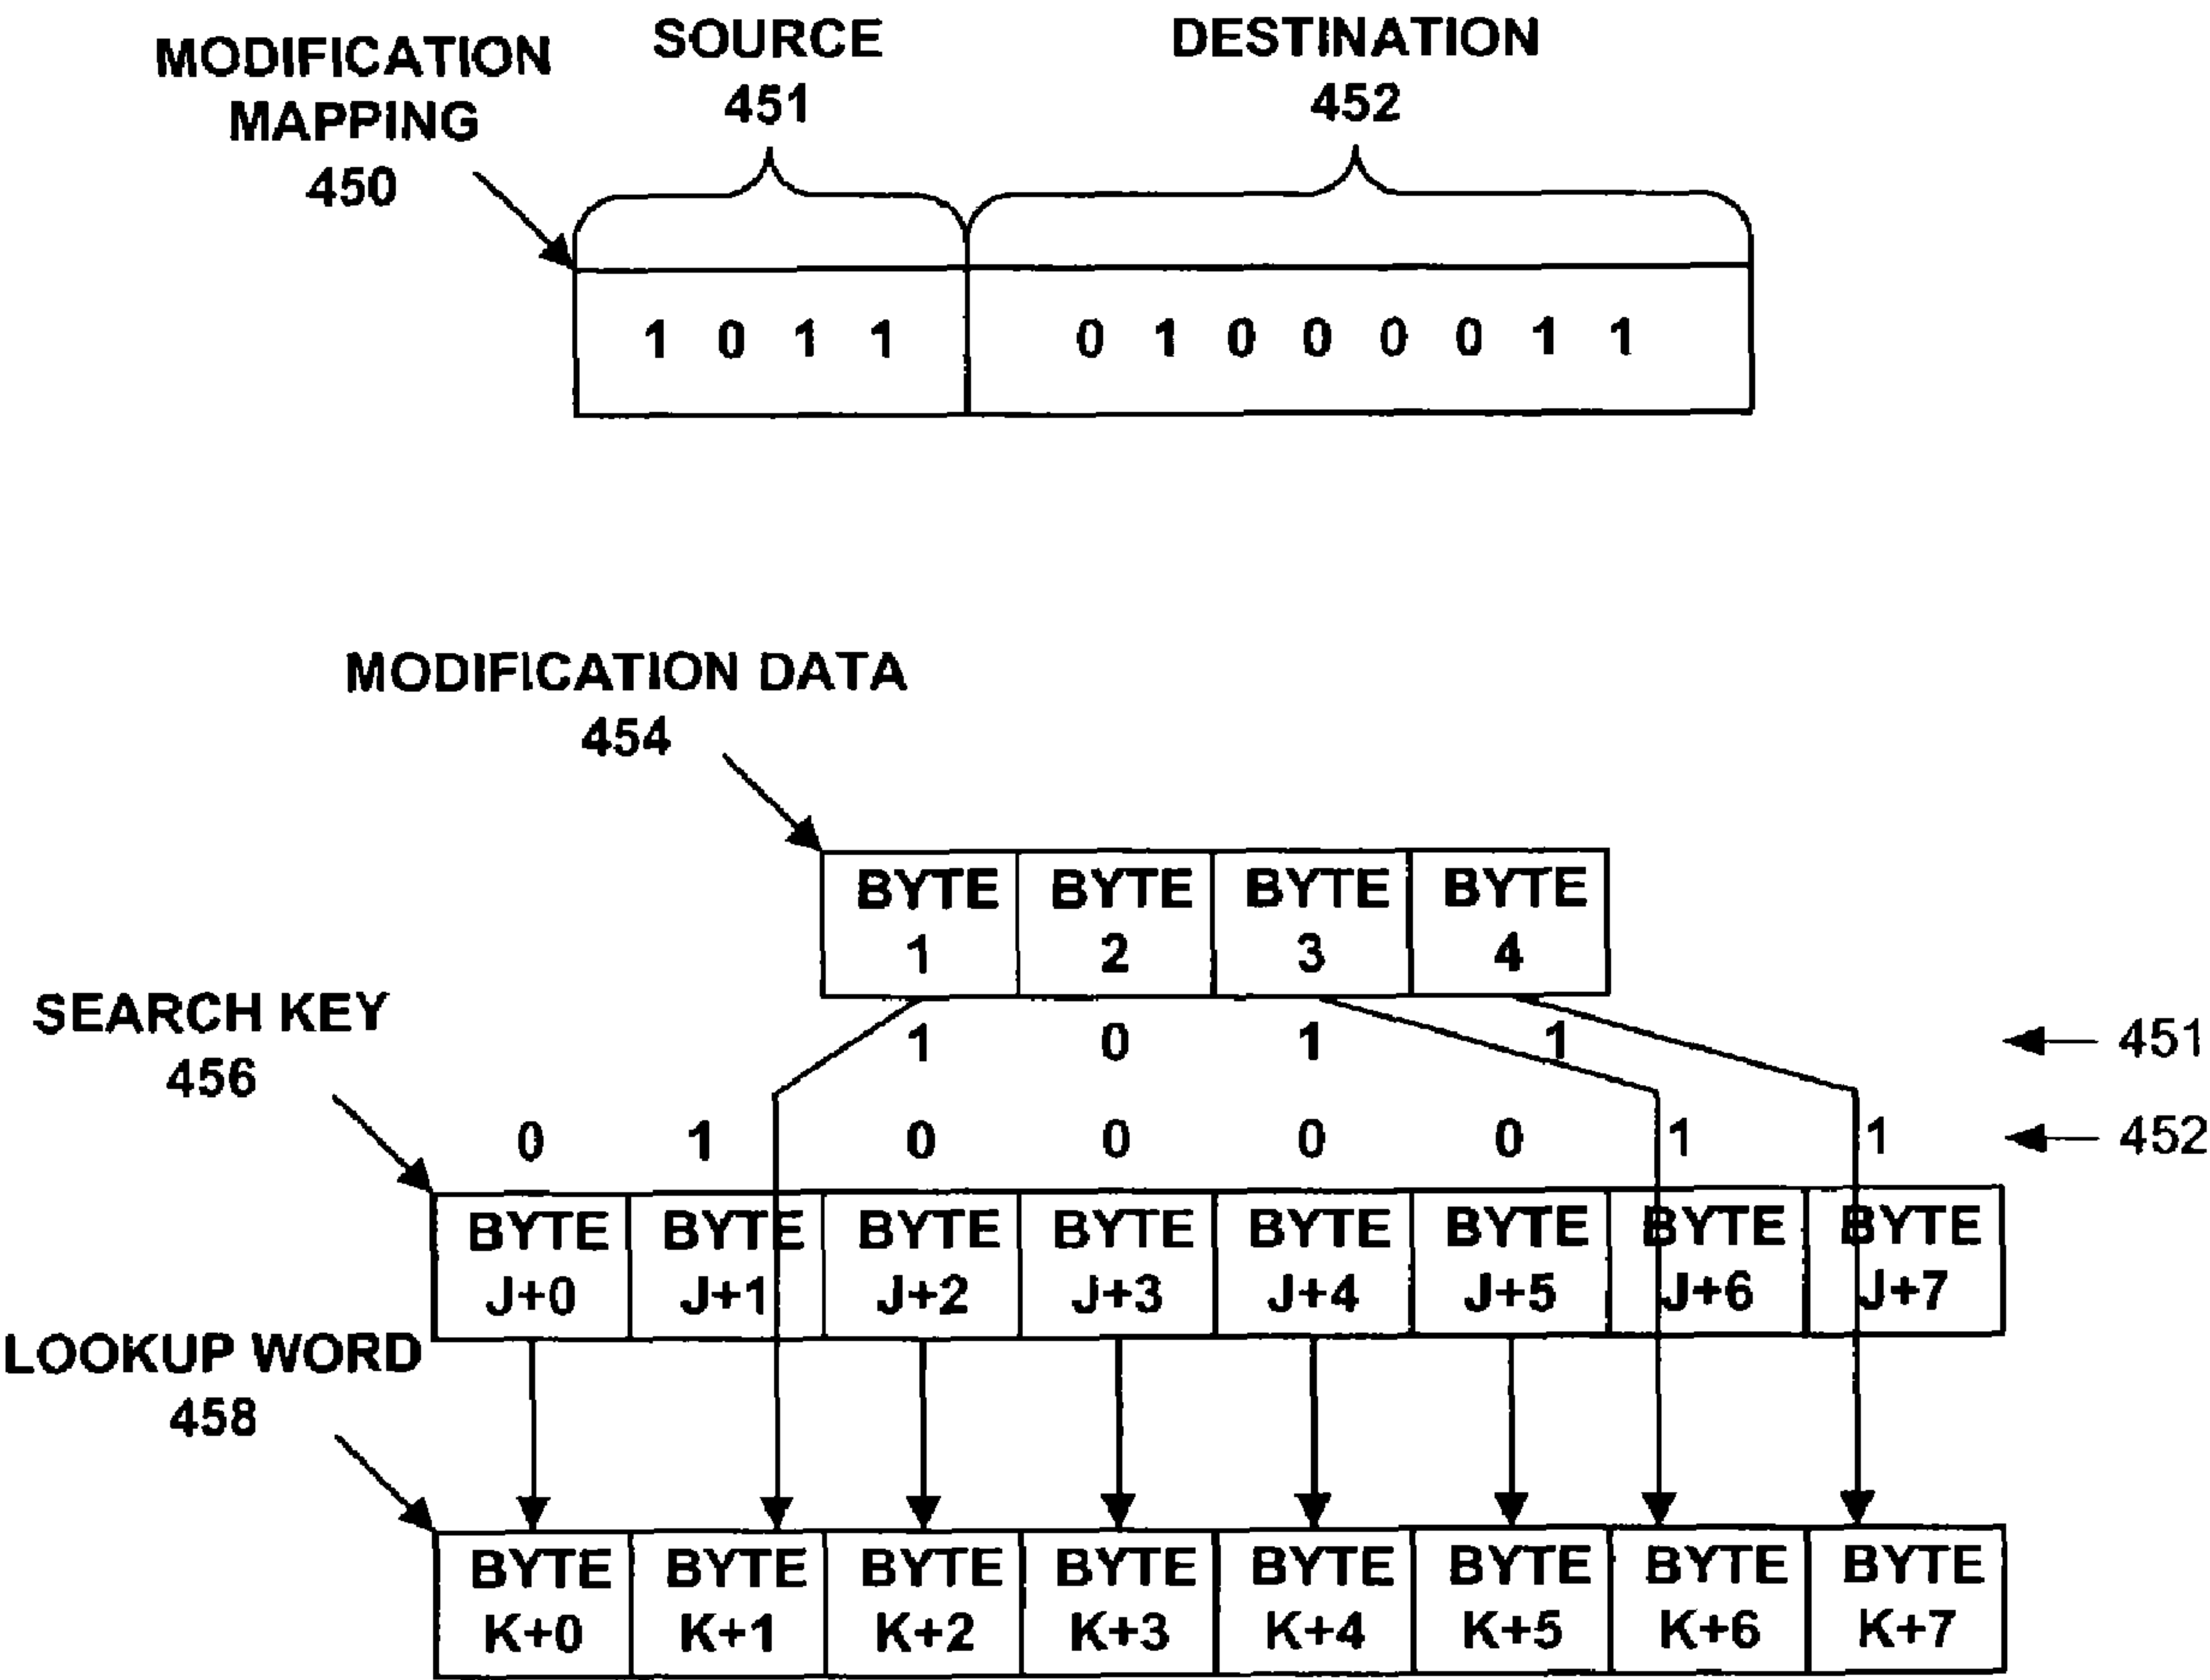 MODIFICATION
MAPPING
450
SOURCE
451
DESTINATION
452
1 0 1 1 0 1 0 0 0 0 1 1
MODIFICATION DATA
454
BYTE BYTE BYTE BYTE
1 2 3 4
SEARCH KEY
456
1 0 1 1 451
0 1 0 0 0 0 1 1 452
BYTE BYTE BYTE BYTE BYTE BYTE BYTE BYTE
J+0 J+1 J+2 J+3 J+4 J+5 J+6 J+7
LOOKUP WORD
458
BYTE BYTE BYTE BYTE BYTE BYTE BYTE BYTE
K+0 K+1 K+2 K+3 K+4 K+5 K+6 K+7